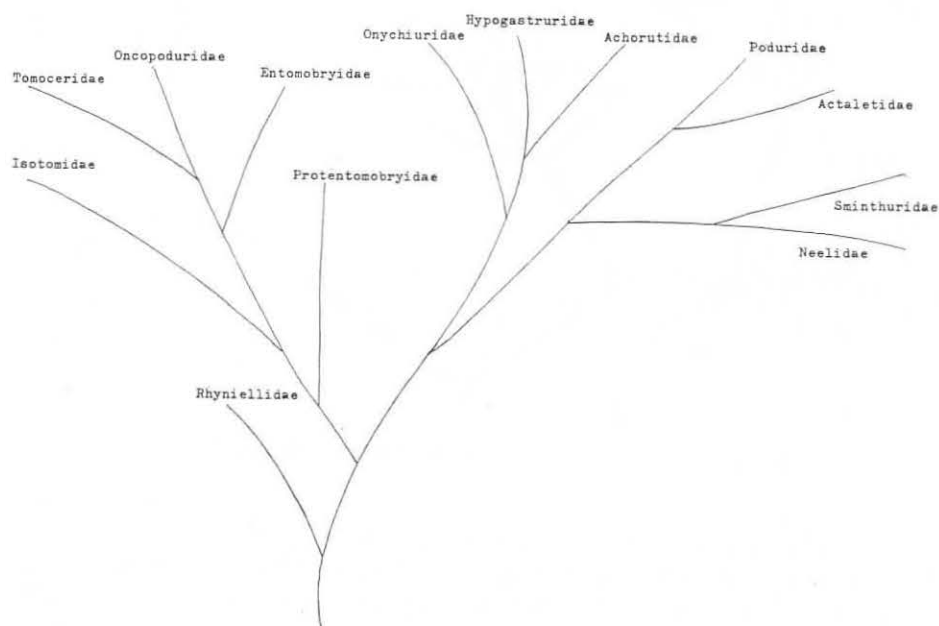 Hypogastruridae
Onychiuridae
Achorutidae
Poduridae
Oncopoduridae
Tomoceridae
Entomobryidae
Actaletidae
Isotomidae
Protentomobryidae
Sminthuridae
Neelidae
Rhyniellidae